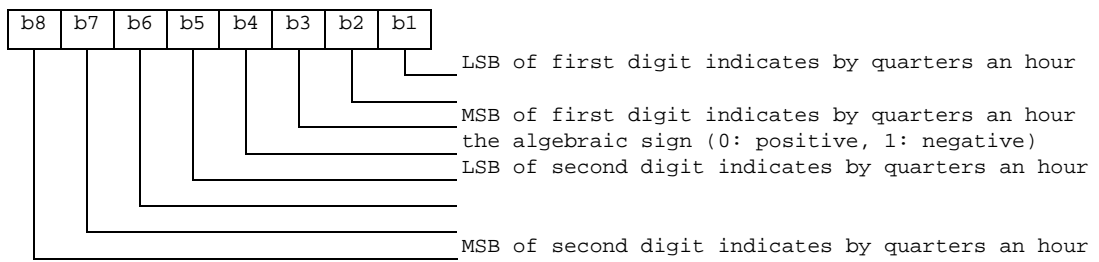 b8 b7 b6 b5 b4 b3 b2 b1
LSB of first digit indicates by quarters an hour
MSB of first digit indicates by quarters an hour
the algebraic sign (0: positive, 1: negative)
LSB of second digit indicates by quarters an hour
MSB of second digit indicates by quarters an hour